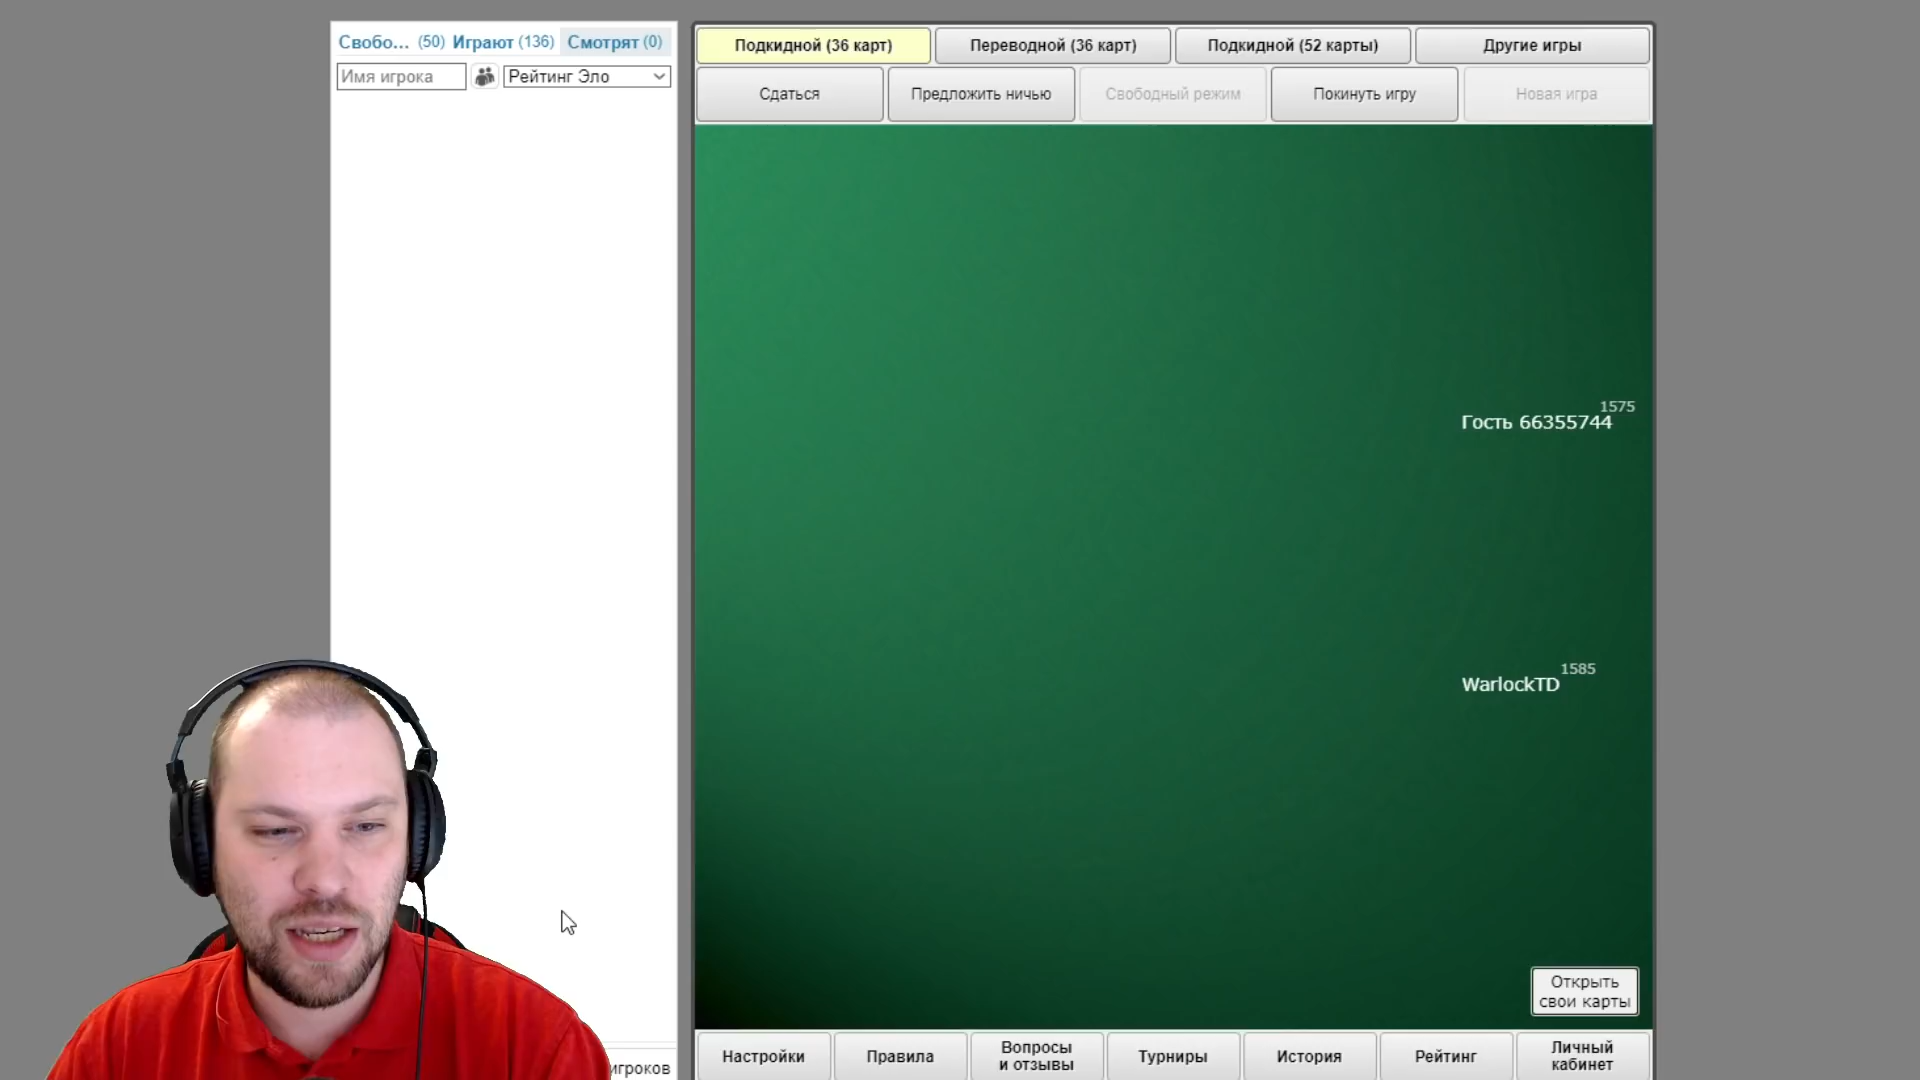 Свобо... (50) Играют (136) Смотрят (0)
Имя игрока
Рейтинг Эло
Подкидной (36 карт)
Переводной (36 карт)
Подкидной (52 карты)
Другие игры
Сдаться
Предложить ничью
Свободный режим
Покинуть игру
Новая игра
1575
Гость 66355744
1585
WarlockTD
Открыть
свои карты
игроков
Настройки
Правила
Вопросы
и отзывы
Турниры
История
Рейтинг
Личный
кабинет